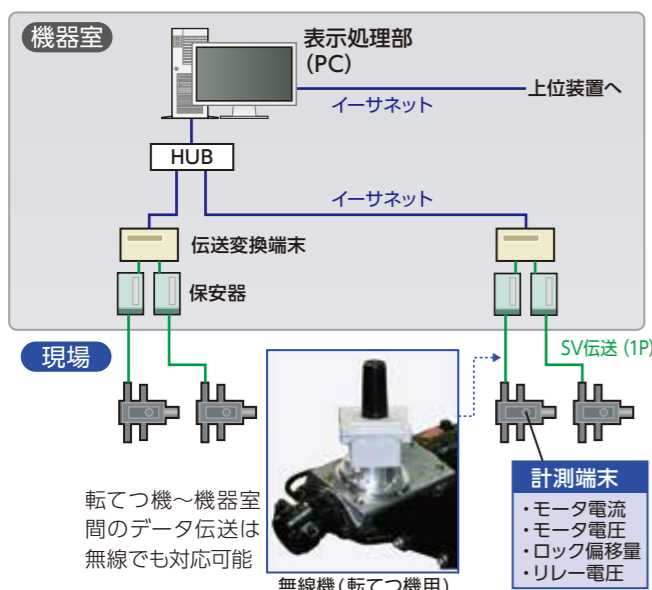 機器室
表示処理部
(PC)
上位装置へ
イーサネット
HUB
イーサネット
伝送変換端末
保安器
現場
SV伝送 (1P)
計測端末
・モータ電流
・モータ電圧
・ロック偏移量
・リレー電圧
転てつ機～機器室
間のデータ伝送は
無線でも対応可能
無線機(転てつ機用)